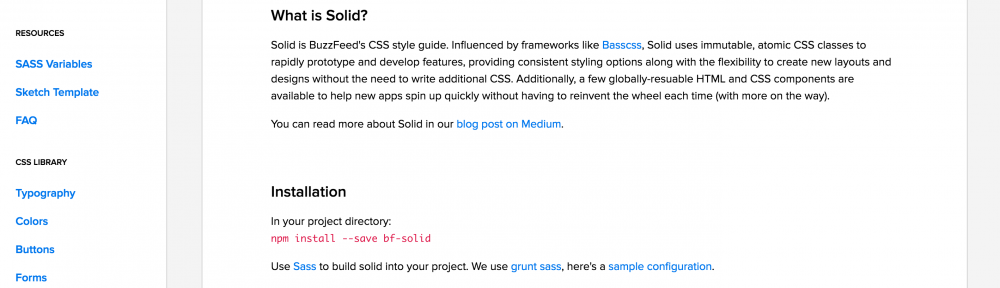 RESOURCES
SASS Variables
Sketch Template
FAQ
CSS LIBRARY
Typography
Colors
Buttons
Forms
What is Solid?
Solid is BuzzFeed's CSS style guide. Influenced by frameworks like Basscss, Solid uses immutable, atomic CSS classes to
rapidly prototype and develop features, providing consistent styling options along with the flexibility to create new layouts and
designs without the need to write additional CSS. Additionally, a few globally-resuable HTML and CSS components are
available to help new apps spin up quickly without having to reinvent the wheel each time (with more on the way).
You can read more about Solid in our blog post on Medium.
Installation
In your project directory:
npm install --save bf-solid
Use Sass to build solid into your project. We use grunt sass, here's a sample configuration.